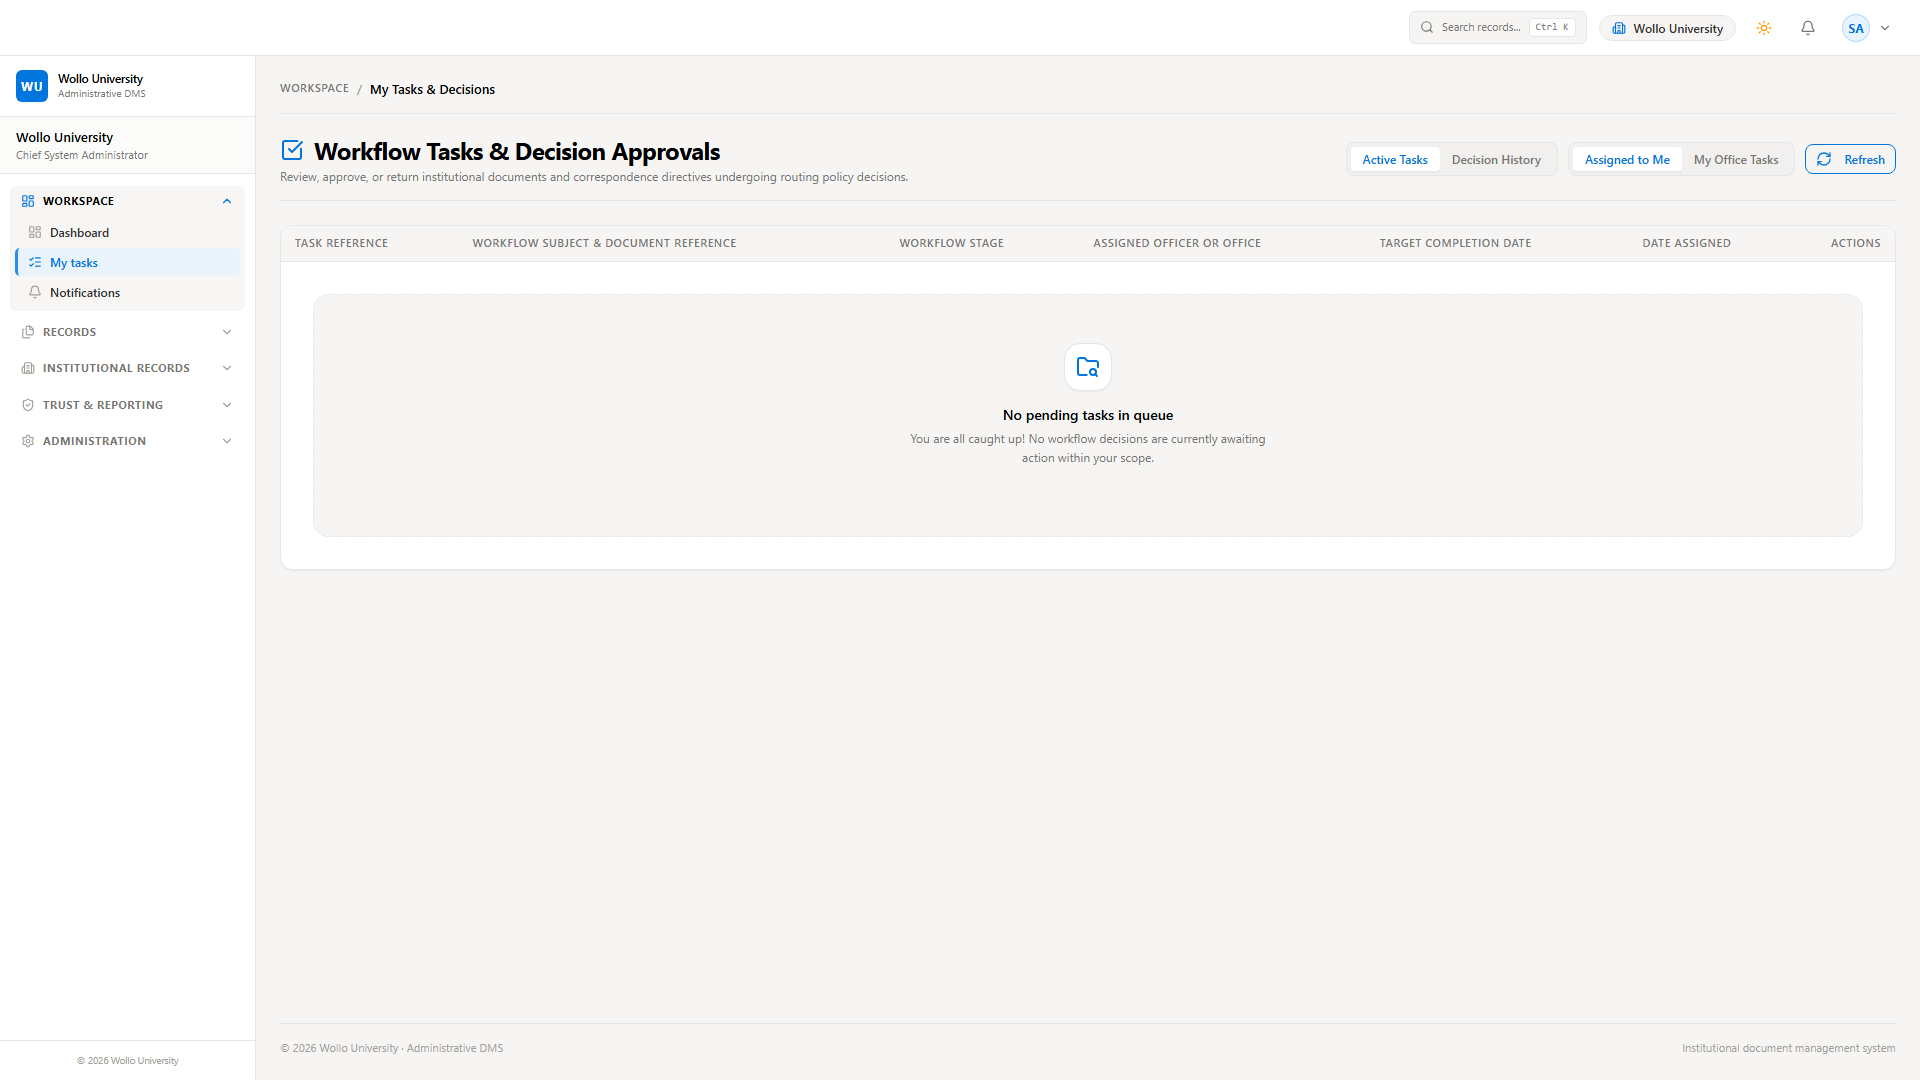 Search records... Ctrl K
Wollo University
SA
WU
Wollo University
Administrative DMS
Wollo University
Chief System Administrator
WORKSPACE
Dashboard
My tasks
Notifications
RECORDS
INSTITUTIONAL RECORDS
TRUST & REPORTING
ADMINISTRATION
© 2026 Wollo University
WORKSPACE / My Tasks & Decisions
Workflow Tasks & Decision Approvals
Review, approve, or return institutional documents and correspondence directives undergoing routing policy decisions.
Active Tasks Decision History
Assigned to Me My Office Tasks
Refresh
TASK REFERENCE WORKFLOW SUBJECT & DOCUMENT REFERENCE WORKFLOW STAGE ASSIGNED OFFICER OR OFFICE TARGET COMPLETION DATE DATE ASSIGNED ACTIONS
No pending tasks in queue
You are all caught up! No workflow decisions are currently awaiting
action within your scope.
© 2026 Wollo University · Administrative DMS
Institutional document management system